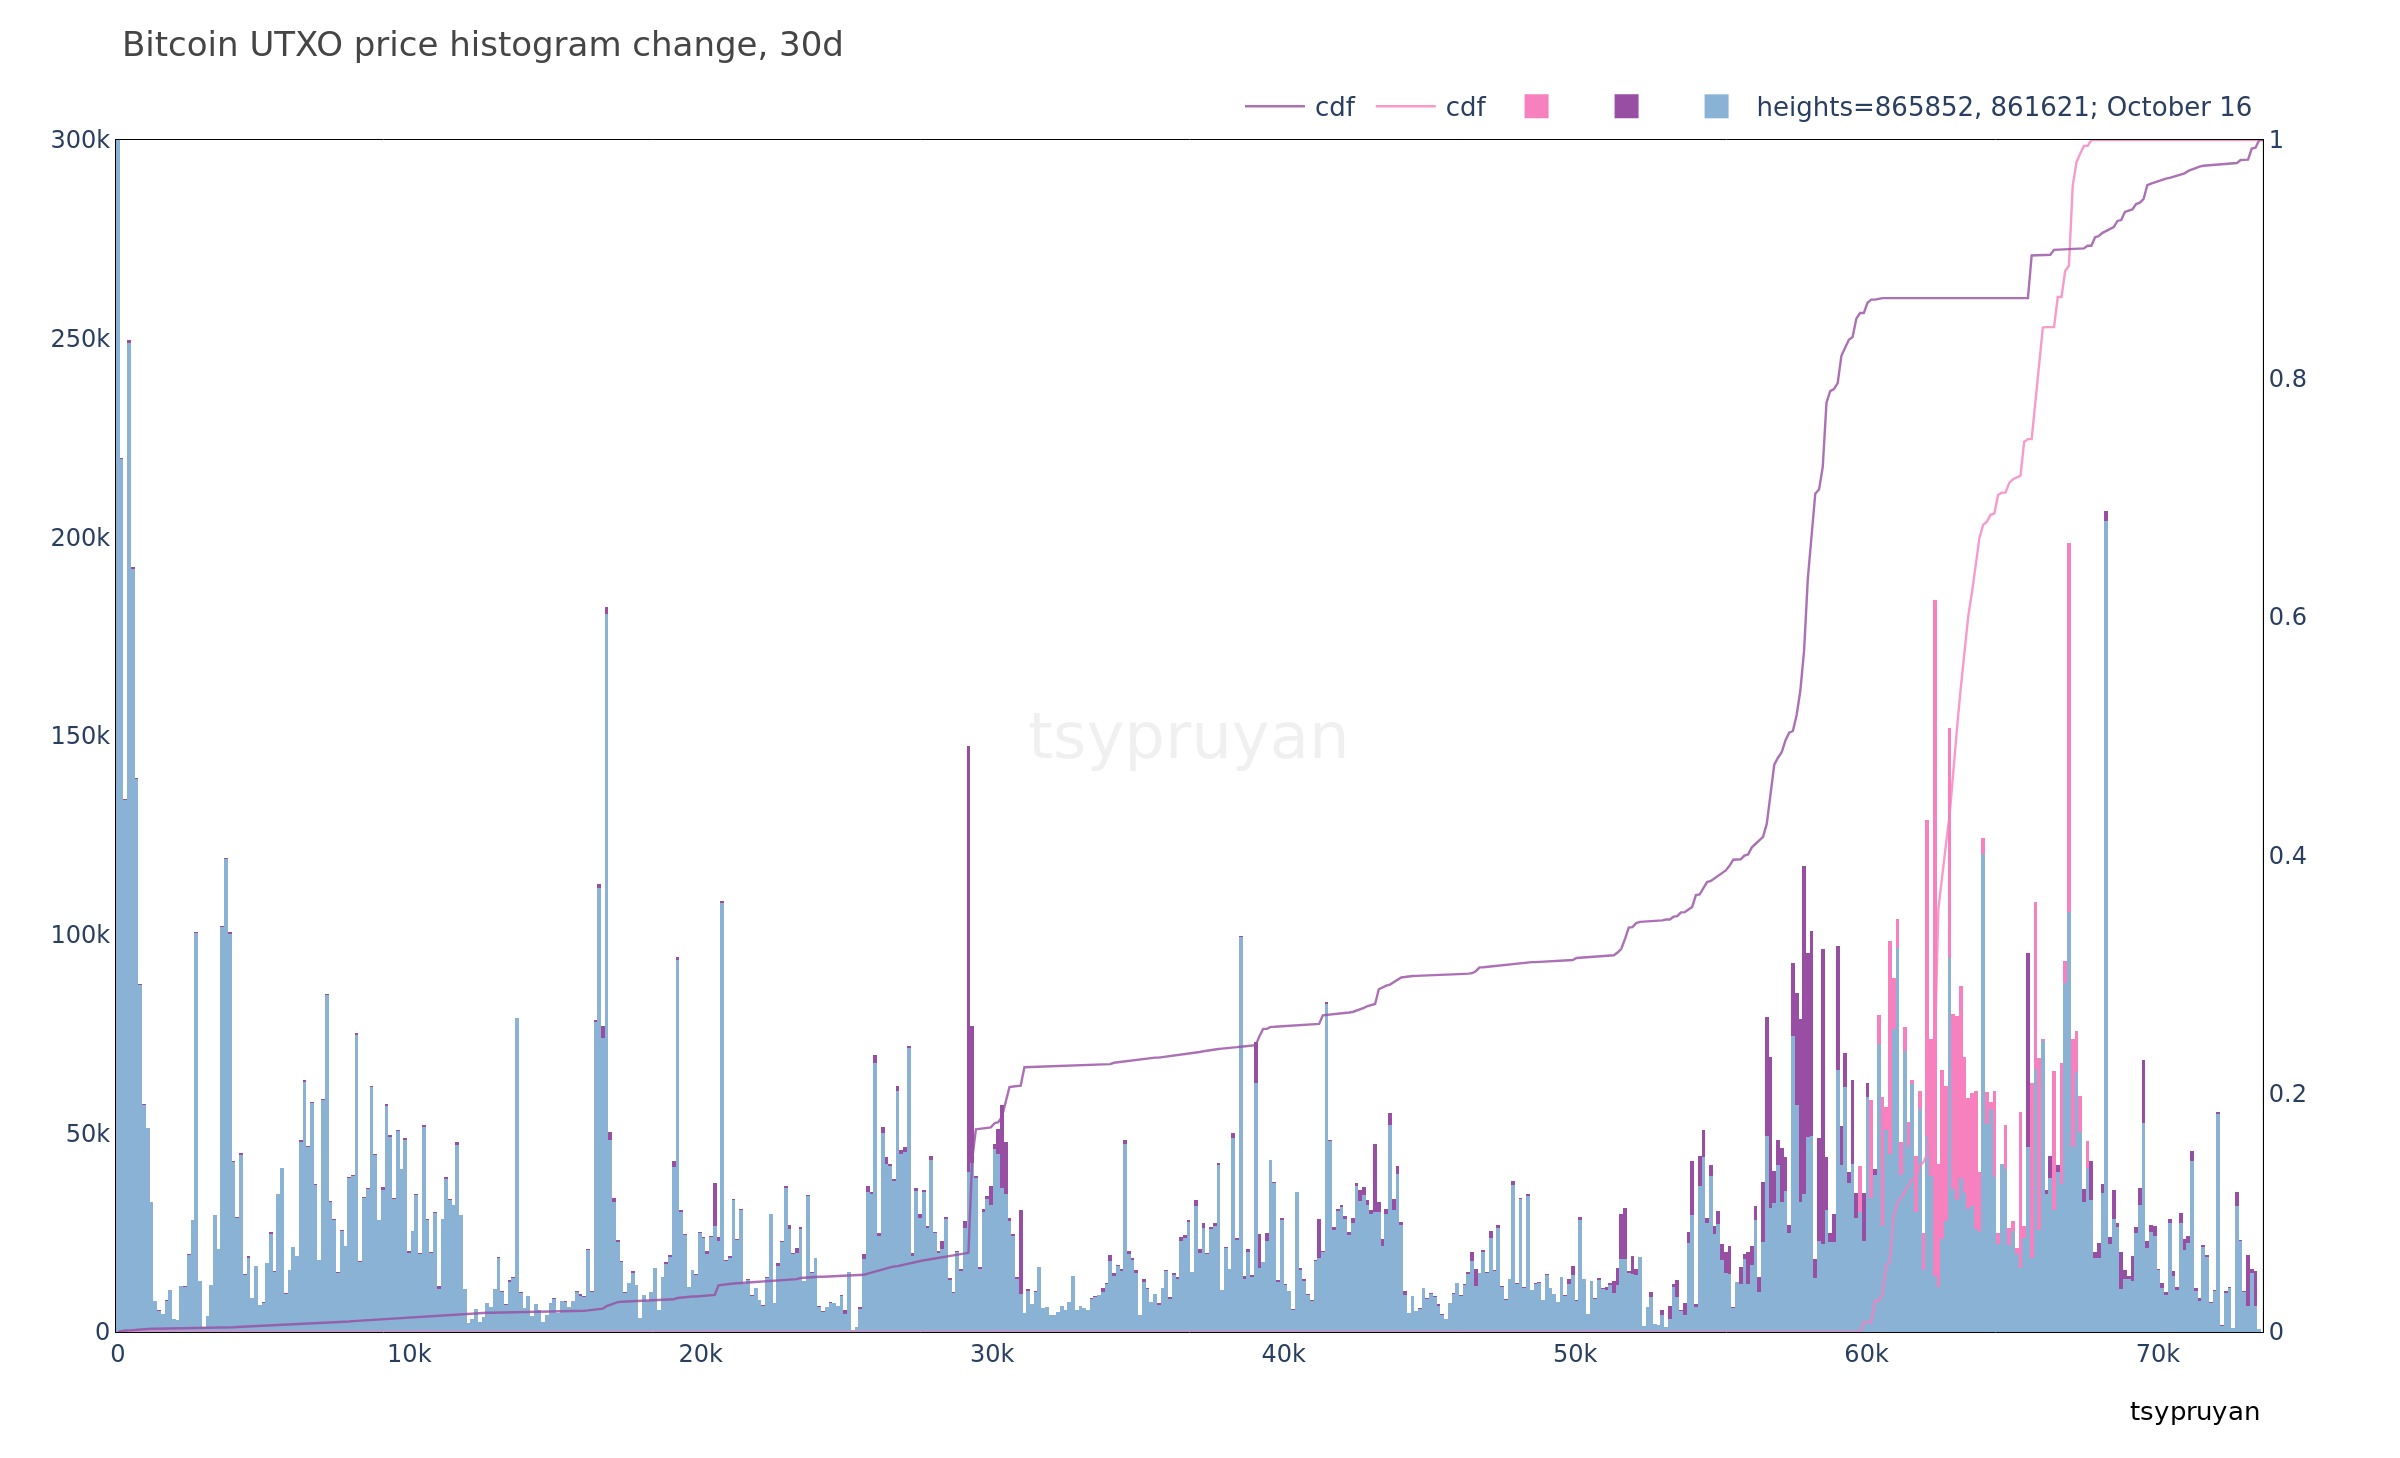 Bitcoin UTXO price histogram change, 30d
cdf cdf heights=865852, 861621; October 16
300k 1
250k
0.8
200k
0.6
150k
tsypruyan
0.4
100k
0.2
50k
0 0
0 10k 20k 30k 40k 50k 60k 70k
tsypruyan